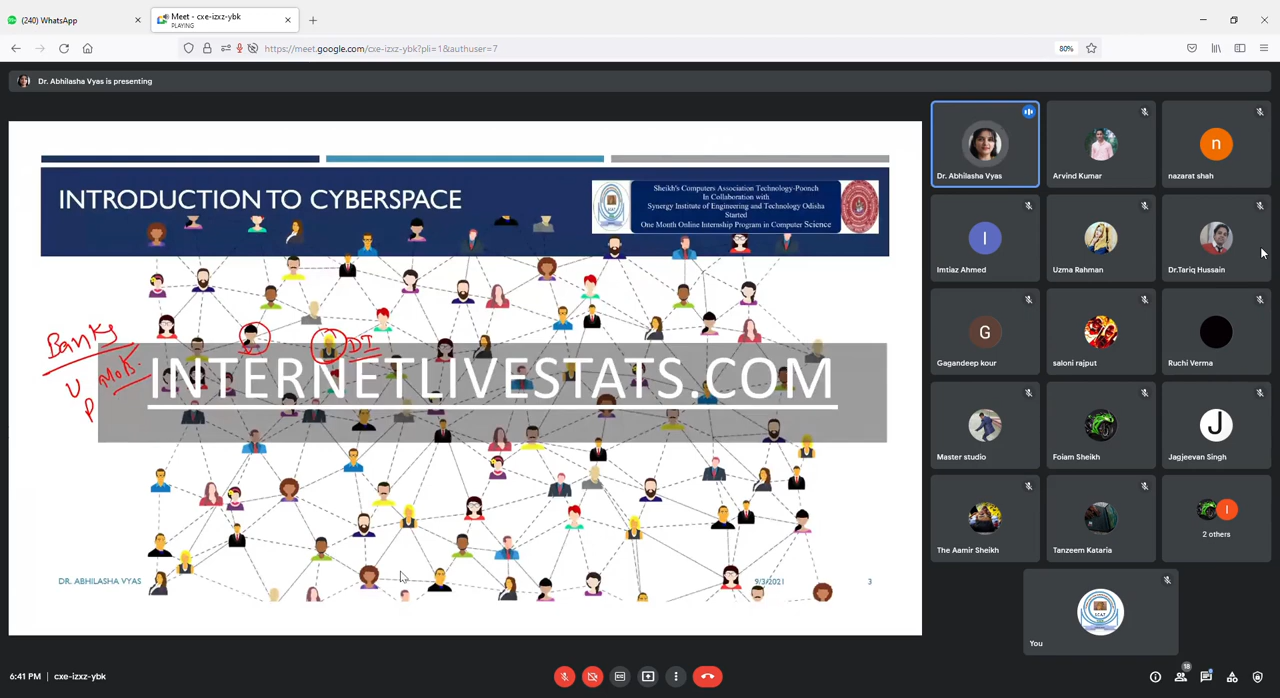 (240) WhatsApp
Meet - cxe-izxz-ybk
PLAYING
https://meet.google.com/cxe-izxz-ybk?pli=1&authuser=7
80%
Dr. Abhilasha Vyas is presenting
INTRODUCTION TO CYBERSPACE
Sheikh's Computers Association Technology-Poonch
In Collaboration with
Synergy Institute of Engineering and Technology Odisha
Started
One Month Online Internship Program in Computer Science
Banks
DI
U MoB.
P
INTERNETLIVESTATS.COM
DR. ABHILASHA VYAS
9/3/2021
3
Dr. Abhilasha Vyas
Arvind Kumar
n
nazarat shah
I
Imtiaz Ahmed
Uzma Rahman
Dr.Tariq Hussain
G
Gagandeep kour
saloni rajput
Ruchi Verma
Master studio
Foiam Sheikh
J
Jagjeevan Singh
The Aamir Sheikh
Tanzeem Kataria
I
2 others
You
6:41 PM | cxe-izxz-ybk
18